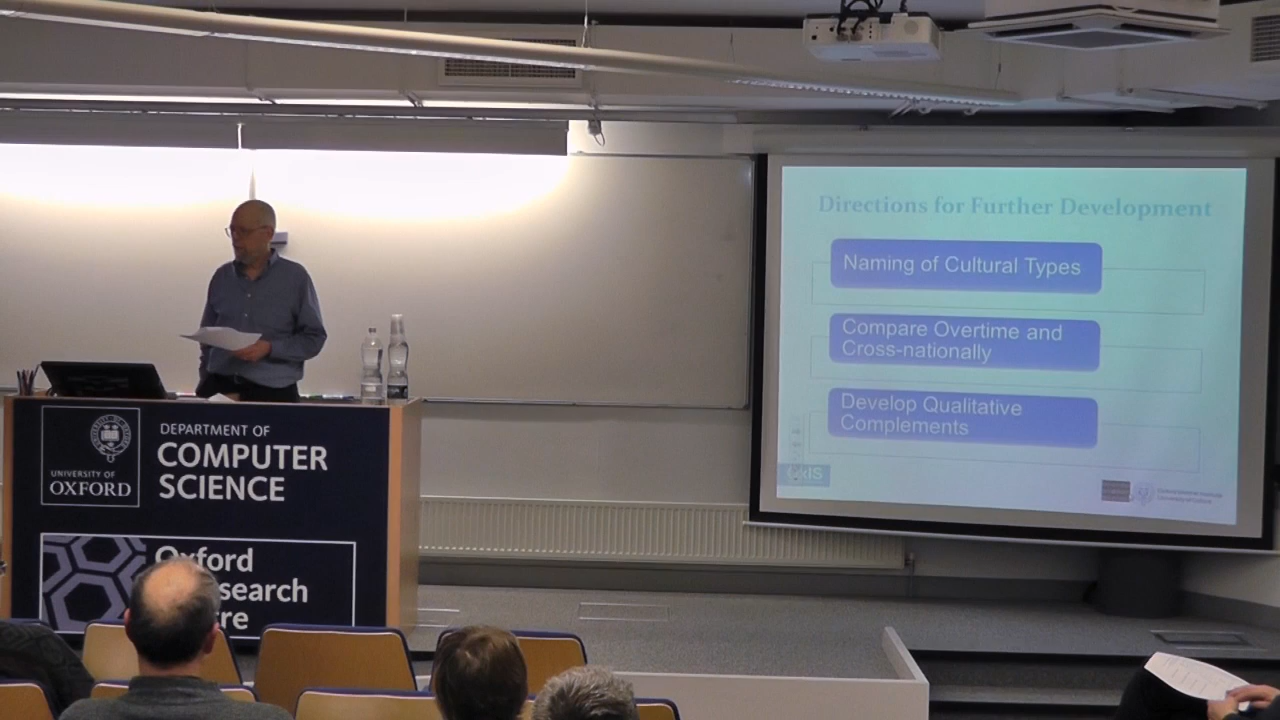 Directions for Further Development
Naming of Cultural Types
Compare Overtime and
Cross-nationally
Develop Qualitative
Complements
DEPARTMENT OF
COMPUTER
SCIENCE
UNIVERSITY OF
OXFORD